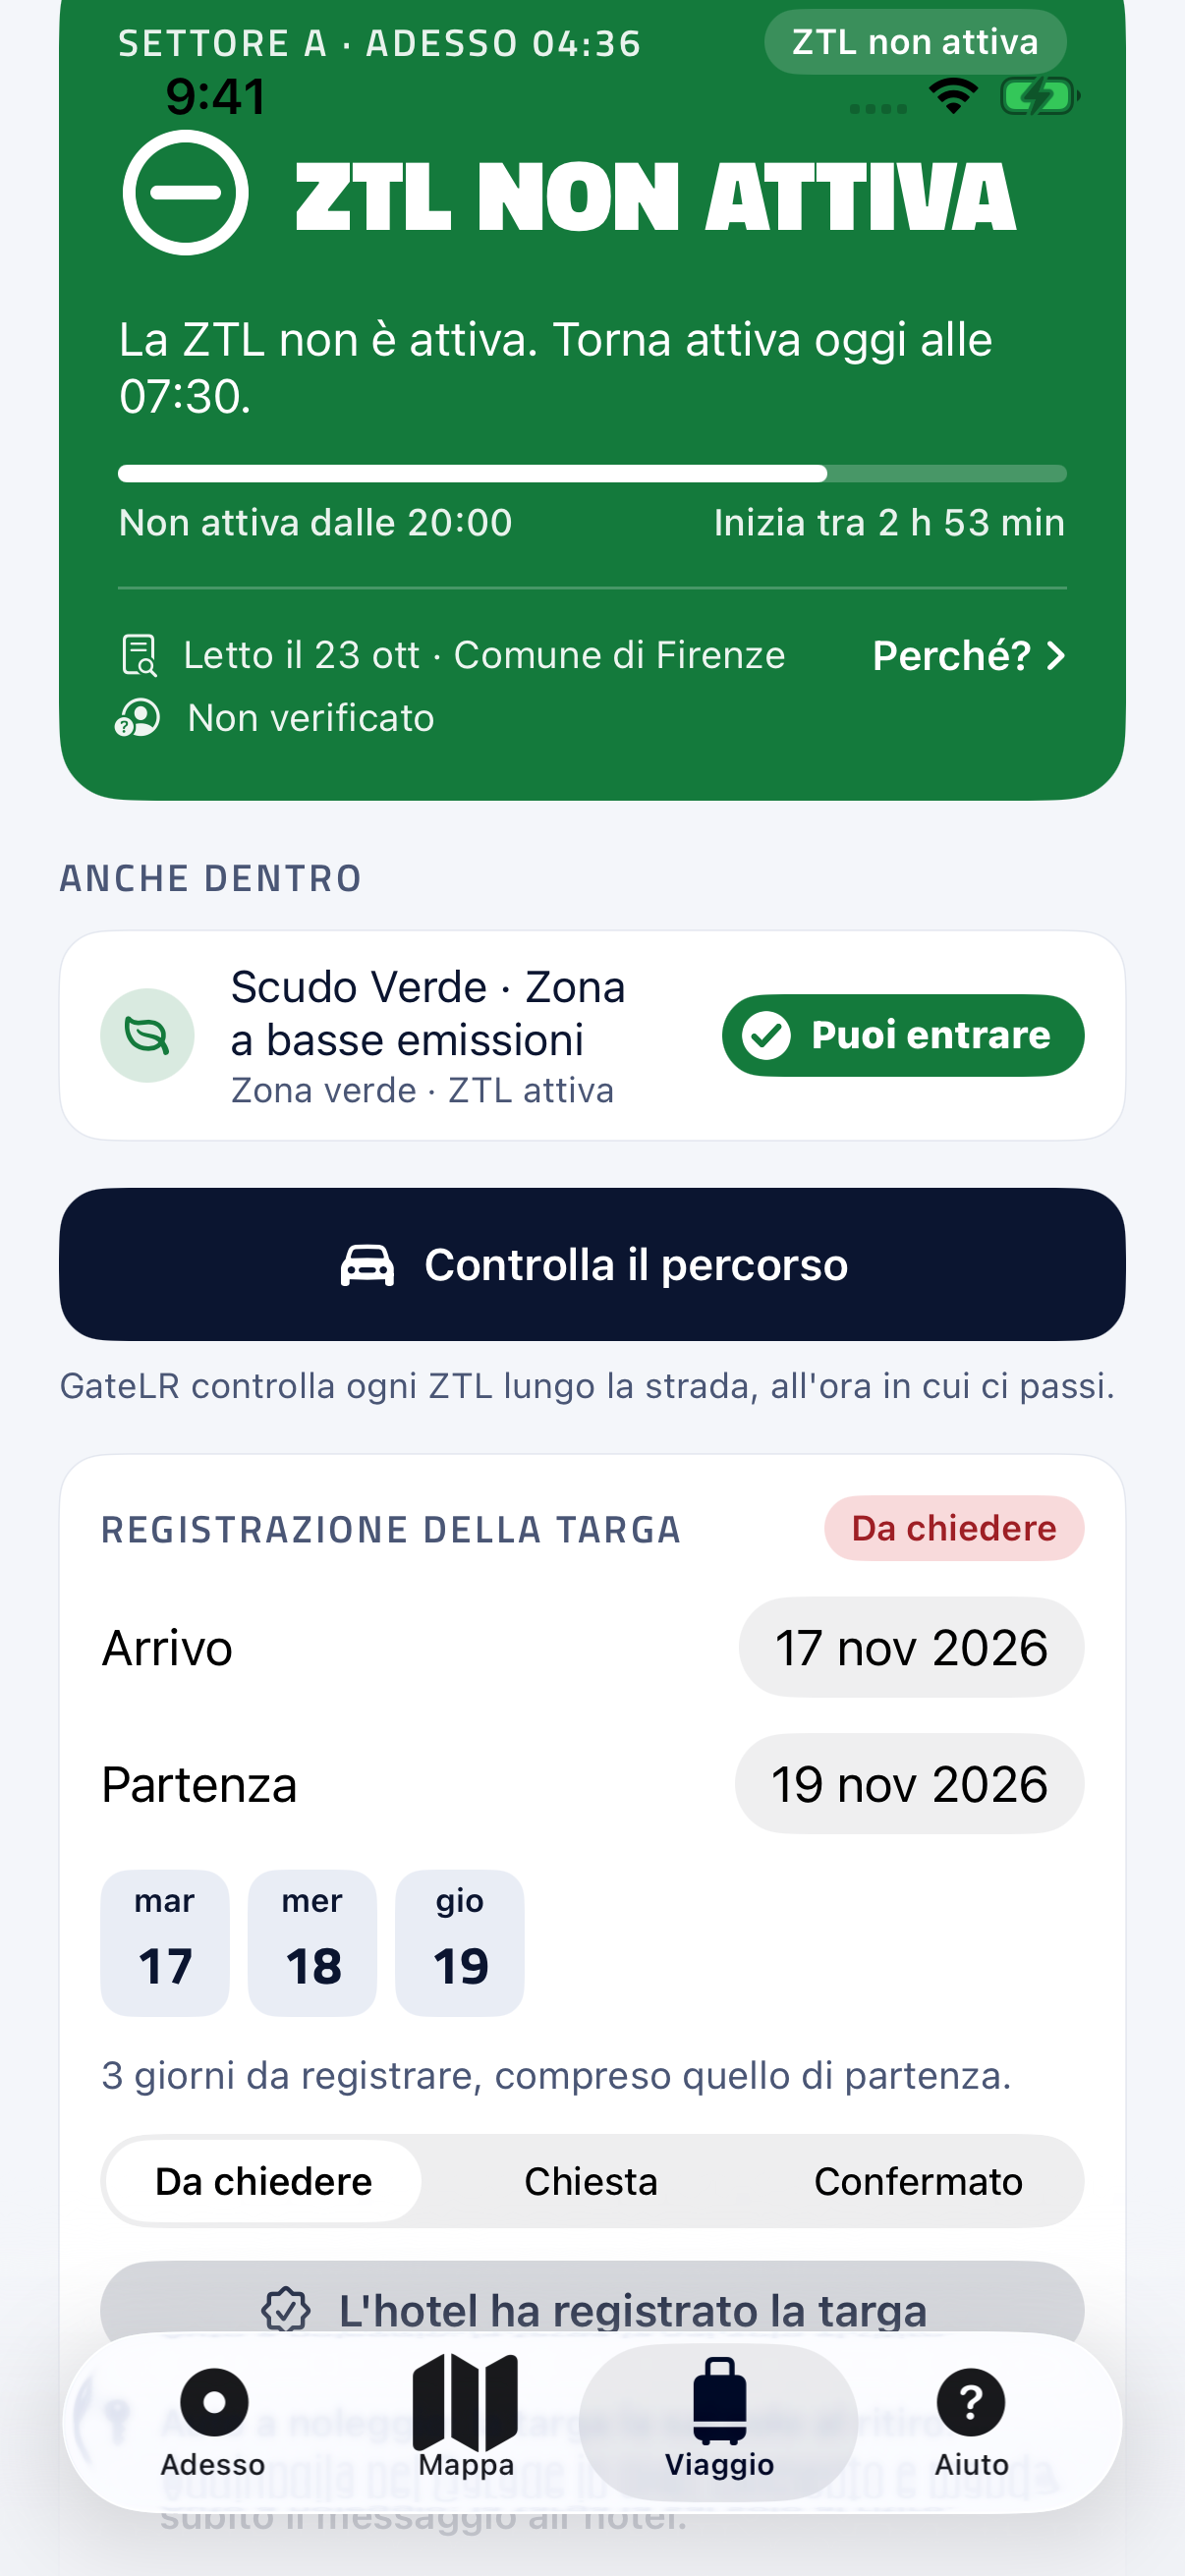 SETTORE A · ADESSO 04:36
ZTL non attiva
9:41
ZTL NON ATTIVA
La ZTL non è attiva. Torna attiva oggi alle
07:30.
Non attiva dalle 20:00
Inizia tra 2 h 53 min
Letto il 23 ott · Comune di Firenze
Perché?
Non verificato
ANCHE DENTRO
Scudo Verde · Zona
a basse emissioni
Zona verde · ZTL attiva
Puoi entrare
Controlla il percorso
GateLR controlla ogni ZTL lungo la strada, all'ora in cui ci passi.
REGISTRAZIONE DELLA TARGA
Da chiedere
Arrivo
17 nov 2026
Partenza
19 nov 2026
mar
17
mer
18
gio
19
3 giorni da registrare, compreso quello di partenza.
Da chiedere
Chiesta
Confermato
L'hotel ha registrato la targa
Adesso
Mappa
Viaggio
Aiuto
subito il messaggio all'hotel.